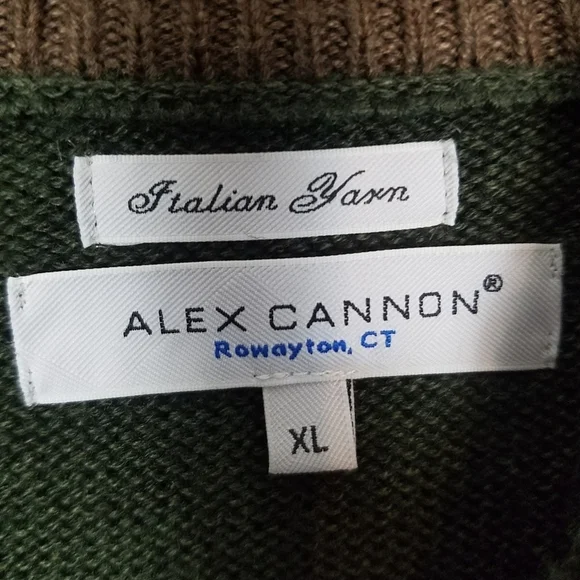 Italian Yarn
ALEX CANNON®
Rowayton, CT
XL